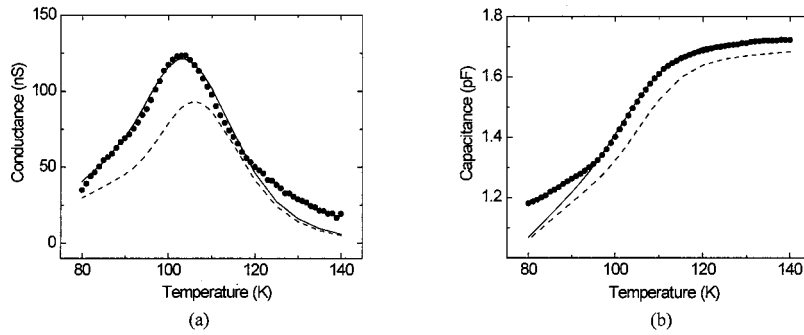 150
100
50
0
Conductance (nS)
80 100 120 140
Temperature (K)
(a)
1.8
1.6
1.4
1.2
Capacitance (pF)
80 100 120 140
Temperature (K)
(b)